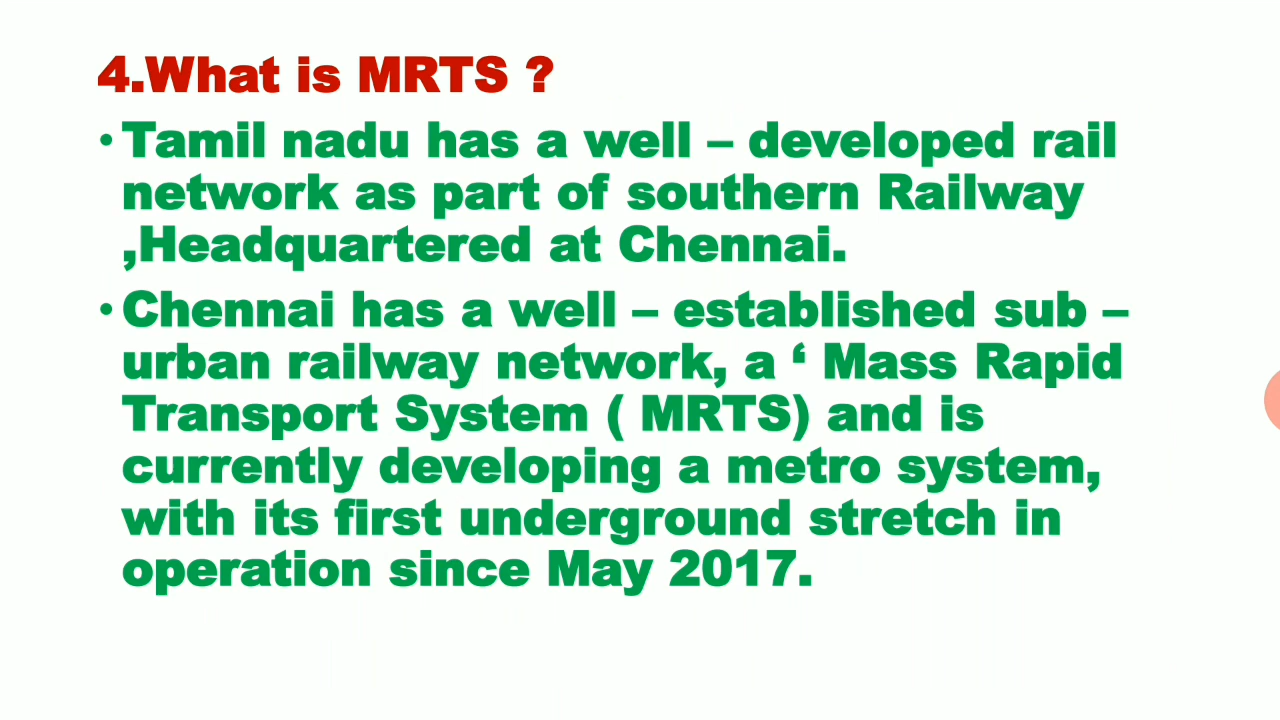 4.What is MRTS ?
•Tamil nadu has a well – developed rail
network as part of southern Railway
,Headquartered at Chennai.
•Chennai has a well – established sub –
urban railway network, a ‘ Mass Rapid
Transport System ( MRTS) and is
currently developing a metro system,
with its first underground stretch in
operation since May 2017.